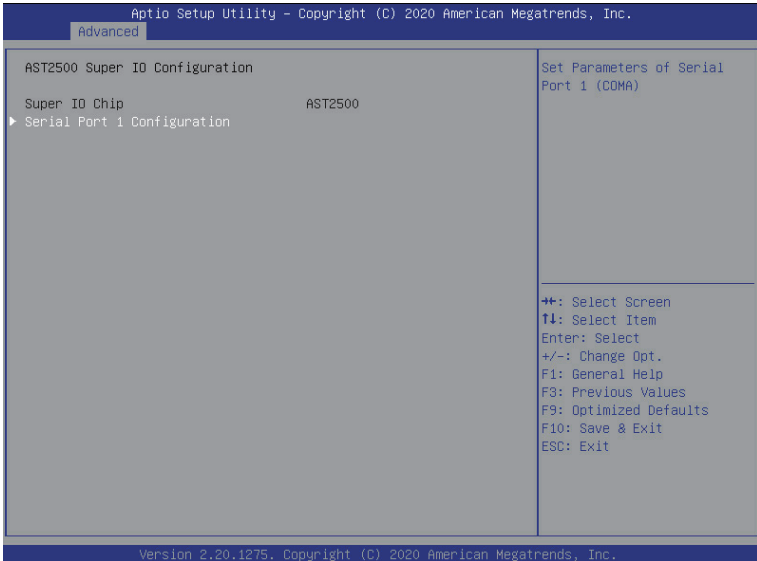 Aptio Setup Utility – Copyright (C) 2020 American Megatrends, Inc.
Advanced
AST2500 Super IO Configuration
Super IO Chip AST2500
Serial Port 1 Configuration
Set Parameters of Serial
Port 1 (COMA)
→←: Select Screen
↑↓: Select Item
Enter: Select
+/-: Change Opt.
F1: General Help
F3: Previous Values
F9: Optimized Defaults
F10: Save & Exit
ESC: Exit
Version 2.20.1275. Copyright (C) 2020 American Megatrends, Inc.